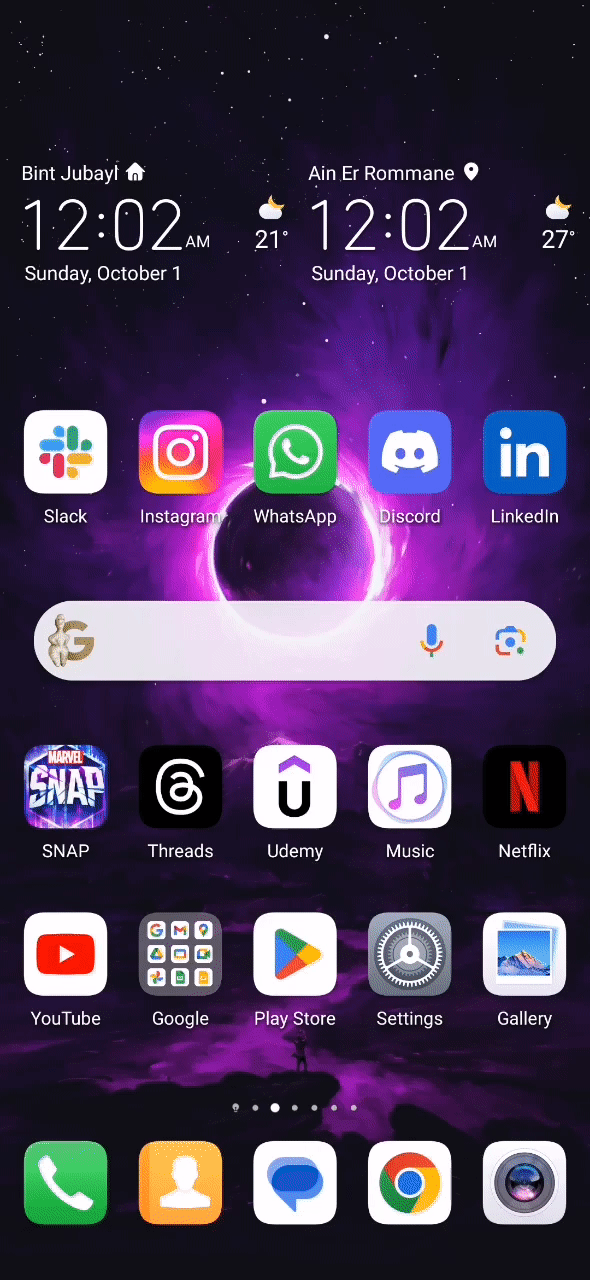 Bint Jubayl
Ain Er Rommane
12:02 AM
21°
12:02 AM
27°
Sunday, October 1
Sunday, October 1
in
Slack
Instagram
WhatsApp
Discord
LinkedIn
G
MARVEL
SNAP
U
N
SNAP
Threads
Udemy
Music
Netflix
YouTube
Google
Play Store
Settings
Gallery